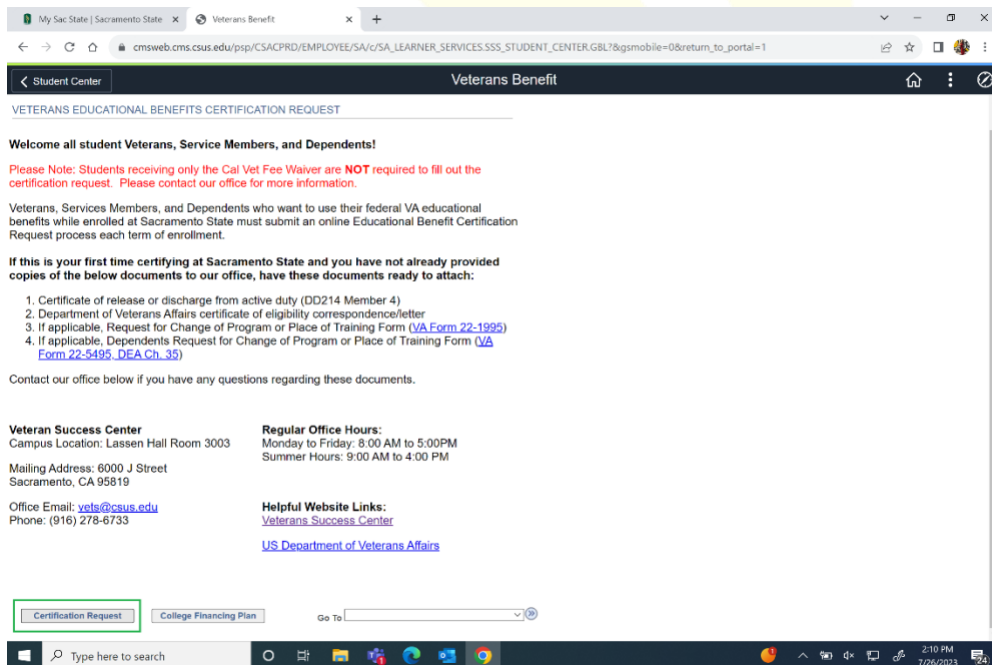 My Sac State | Sacramento State
Veterans Benefit
cmsweb.cms.csus.edu/psp/CSACPRD/EMPLOYEE/SA/c/SA_LEARNER_SERVICES.SSS_STUDENT_CENTER.GBL?&gsmobile=0&return_to_portal=1
Student Center
Veterans Benefit
VETERANS EDUCATIONAL BENEFITS CERTIFICATION REQUEST
Welcome all student Veterans, Service Members, and Dependents!
Please Note: Students receiving only the Cal Vet Fee Waiver are NOT required to fill out the
certification request. Please contact our office for more information.
Veterans, Services Members, and Dependents who want to use their federal VA educational
benefits while enrolled at Sacramento State must submit an online Educational Benefit Certification
Request process each term of enrollment.
If this is your first time certifying at Sacramento State and you have not already provided
copies of the below documents to our office, have these documents ready to attach:
1. Certificate of release or discharge from active duty (DD214 Member 4)
2. Department of Veterans Affairs certificate of eligibility correspondence/letter
3. If applicable, Request for Change of Program or Place of Training Form (VA Form 22-1995)
4. If applicable, Dependents Request for Change of Program or Place of Training Form (VA
Form 22-5495, DEA Ch. 35)
Contact our office below if you have any questions regarding these documents.
Veteran Success Center
Campus Location: Lassen Hall Room 3003
Mailing Address: 6000 J Street
Sacramento, CA 95819
Office Email: vets@csus.edu
Phone: (916) 278-6733
Regular Office Hours:
Monday to Friday: 8:00 AM to 5:00PM
Summer Hours: 9:00 AM to 4:00 PM
Helpful Website Links:
Veterans Success Center
US Department of Veterans Affairs
Certification Request
College Financing Plan
Go To
Type here to search
2:10 PM
7/26/2023
24